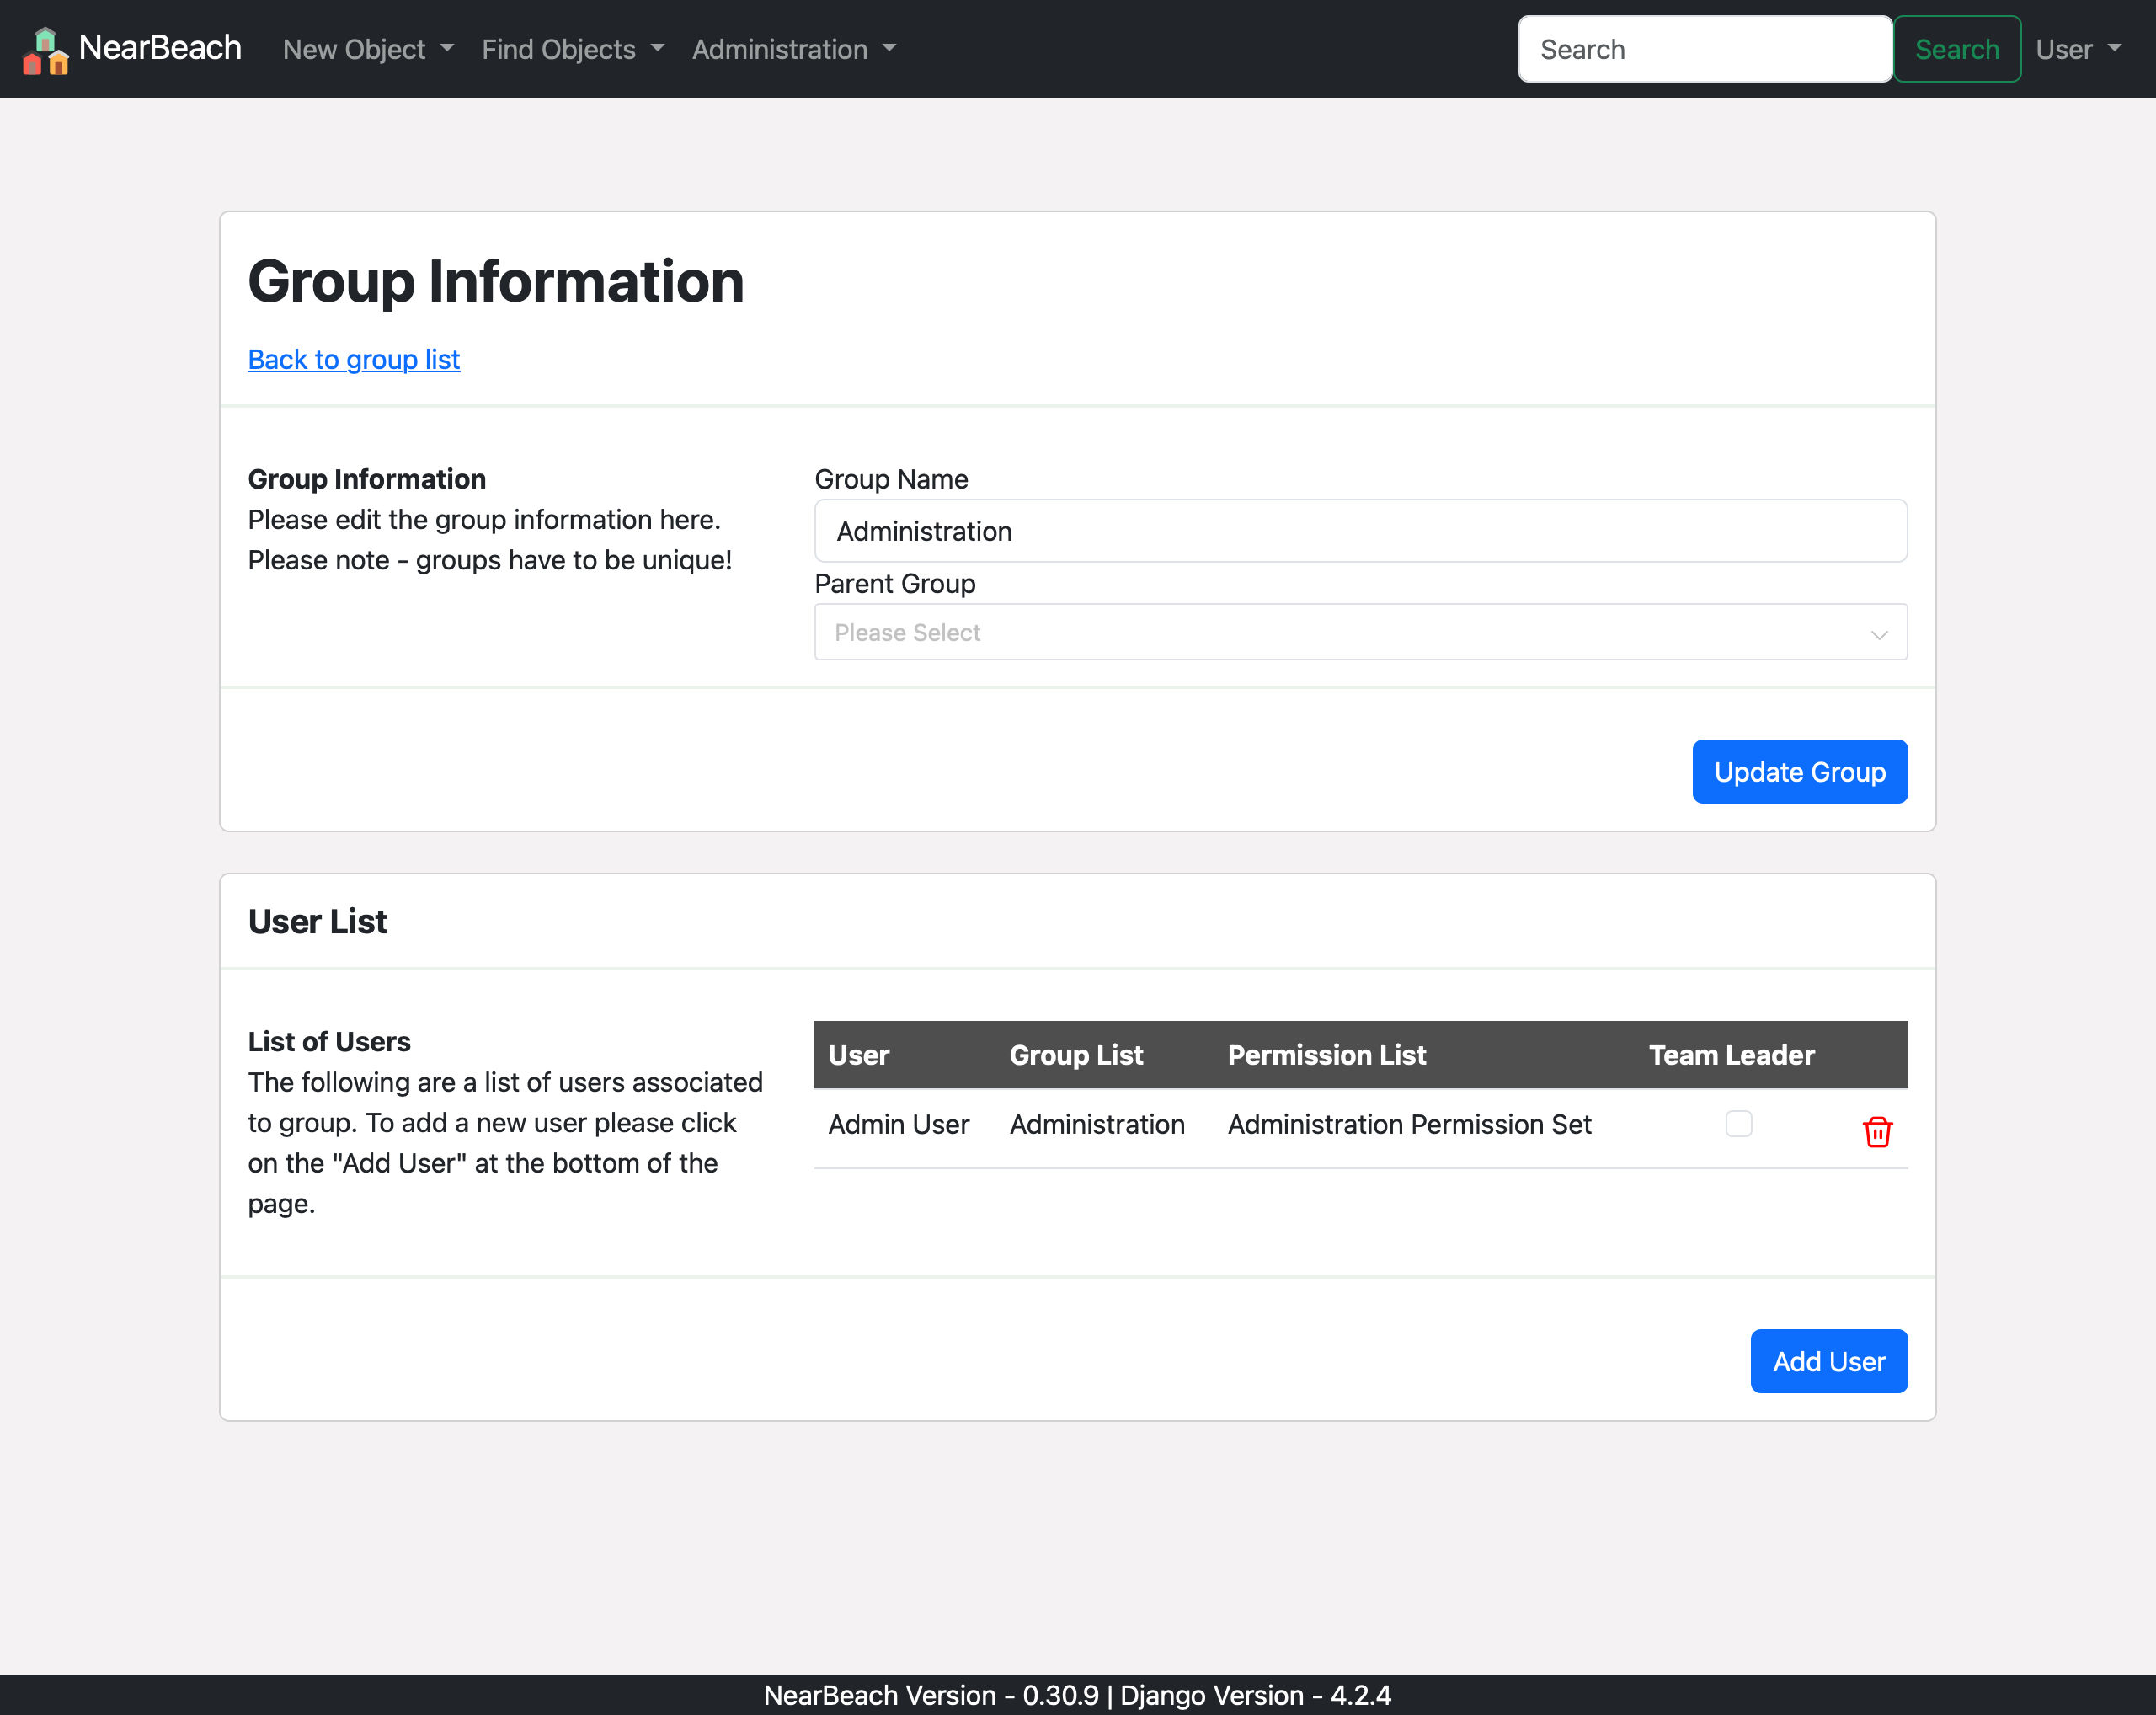 NearBeach New Object Find Objects Administration Search Search User
Group Information
Back to group list
Group Information
Please edit the group information here.
Please note - groups have to be unique!
Group Name
Administration
Parent Group
Please Select
Update Group
User List
List of Users
The following are a list of users associated
to group. To add a new user please click
on the "Add User" at the bottom of the
page.
User Group List Permission List Team Leader
Admin User Administration Administration Permission Set
Add User
NearBeach Version - 0.30.9 | Django Version - 4.2.4